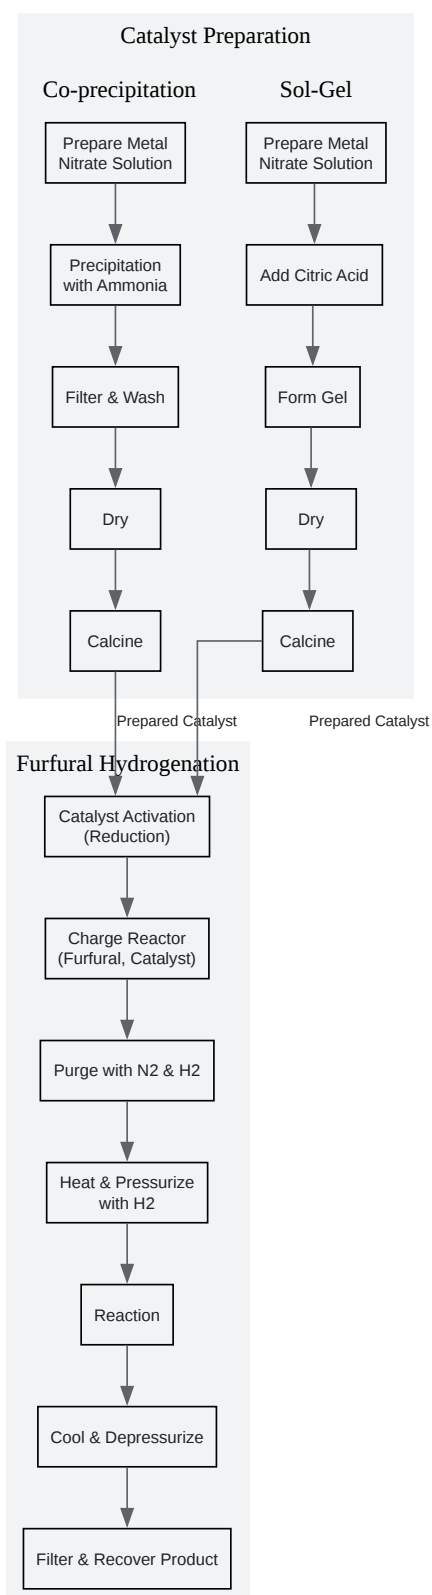 Catalyst Preparation
Co-precipitation
Prepare Metal
Nitrate Solution
Precipitation
with Ammonia
Filter & Wash
Dry
Calcine
Sol-Gel
Prepare Metal
Nitrate Solution
Add Citric Acid
Form Gel
Dry
Calcine
Prepared Catalyst
Prepared Catalyst
Furfural Hydrogenation
Catalyst Activation
(Reduction)
Charge Reactor
(Furfural, Catalyst)
Purge with N2 & H2
Heat & Pressurize
with H2
Reaction
Cool & Depressurize
Filter & Recover Product